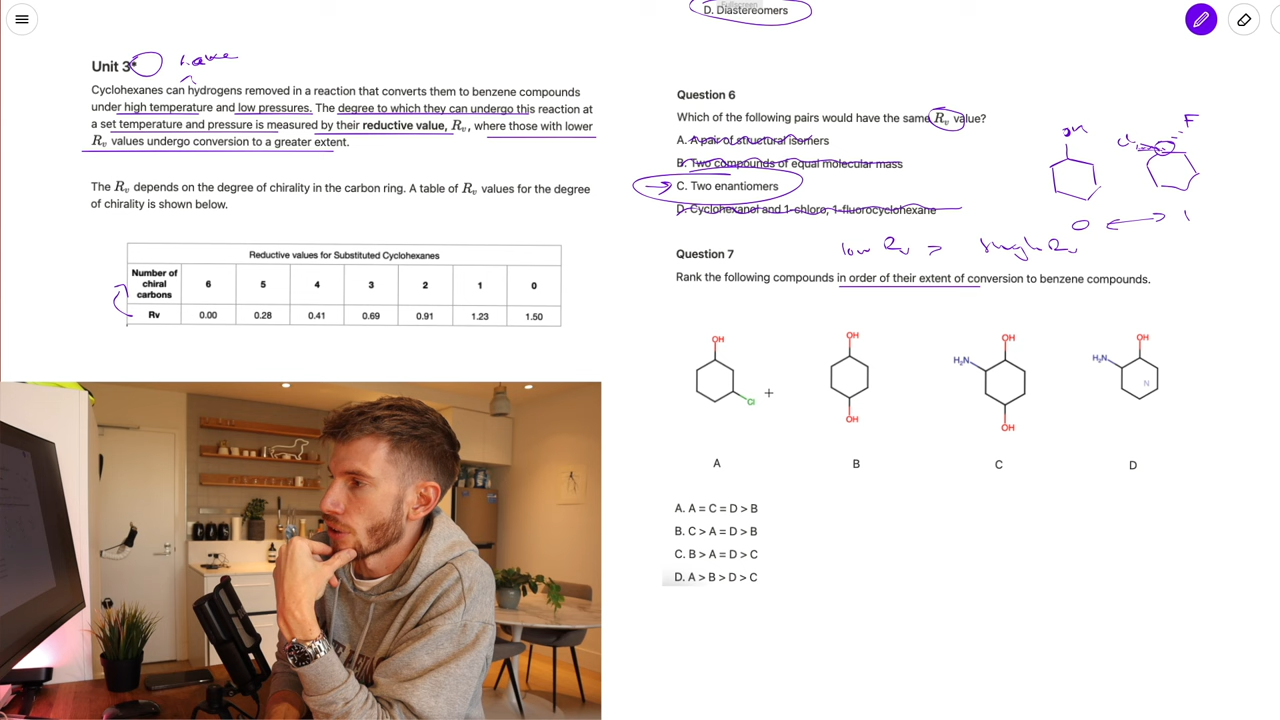 Unit 3*
have
Cyclohexanes can hydrogens removed in a reaction that converts them to benzene compounds
under high temperature and low pressures. The degree to which they can undergo this reaction at
a set temperature and pressure is measured by their reductive value, Rv, where those with lower
Rv values undergo conversion to a greater extent.
The Rv depends on the degree of chirality in the carbon ring. A table of Rv values for the degree
of chirality is shown below.
Reductive values for Substituted Cyclohexanes
Number of
chiral
carbons
6 5 4 3 2 1 0
Rv 0.00 0.28 0.41 0.69 0.91 1.23 1.50
D. Diastereomers
Question 6
Which of the following pairs would have the same Rv value?
A. A pair of structural isomers
B. Two compounds of equal molecular mass
C. Two enantiomers
D. Cyclohexanol and 1-chloro, 1-fluorocyclohexane
OH
F
Cl
0 1
low Rv > high Rv
Question 7
Rank the following compounds in order of their extent of conversion to benzene compounds.
OH OH OH OH
H₂N H₂N
N
Cl +
OH OH
A B C D
A. A = C = D > B
B. C > A = D > B
C. B > A = D > C
D. A > B > D > C